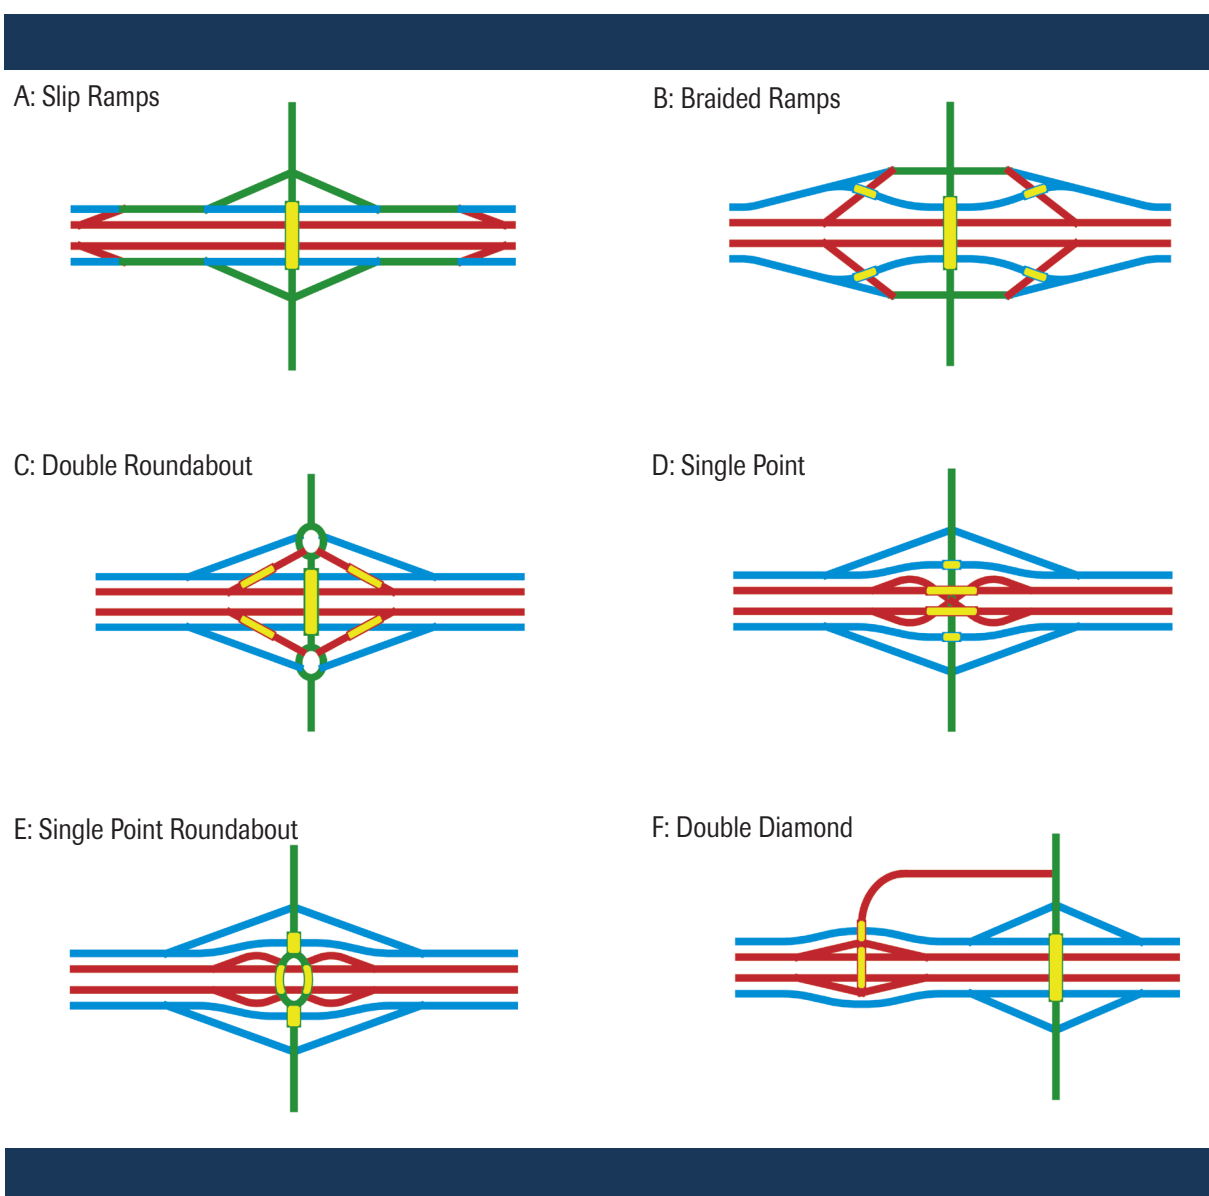 A: Slip Ramps
B: Braided Ramps
C: Double Roundabout
D: Single Point
E: Single Point Roundabout
F: Double Diamond